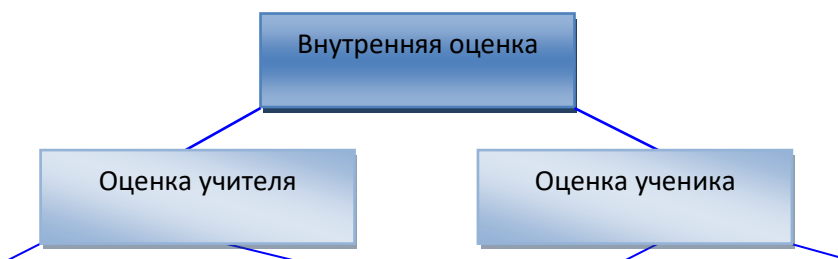 Внутренняя оценка
Оценка учителя
Оценка ученика